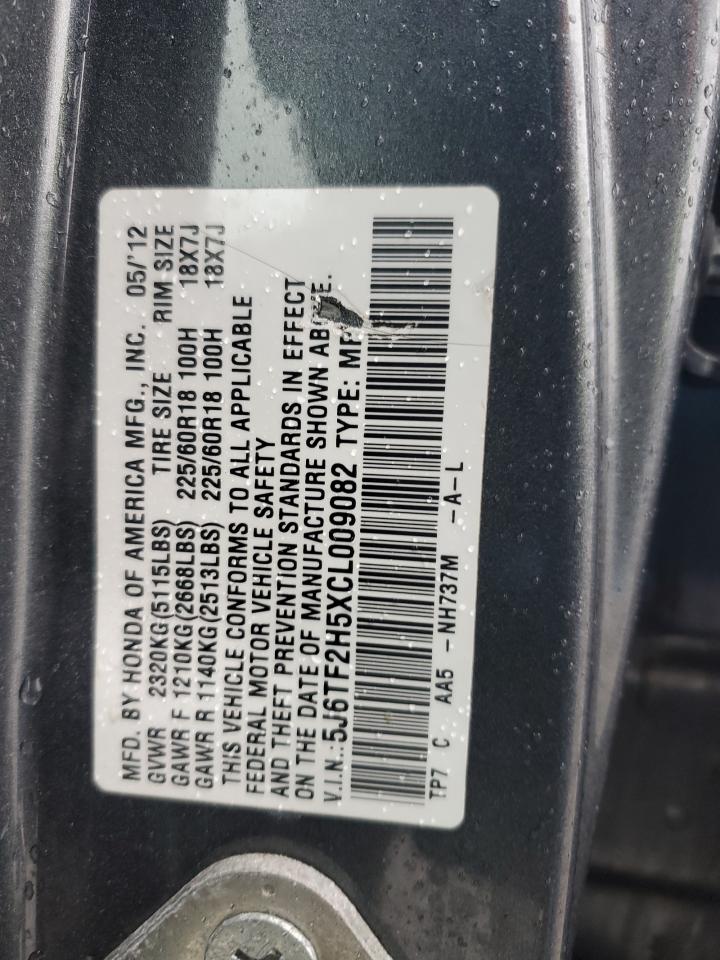 MFD. BY HONDA OF AMERICA MFG., INC. 05/'12
GVWR 2320KG(5115LBS) TIRE SIZE RIM SIZE
GAWR F 1210KG(2668LBS) 225/60R18 100H 18X7J
GAWR R 1140KG(2513LBS) 225/60R18 100H 18X7J
THIS VEHICLE CONFORMS TO ALL APPLICABLE
FEDERAL MOTOR VEHICLE SAFETY
AND THEFT PREVENTION STANDARDS IN EFFECT
ON THE DATE OF MANUFACTURE SHOWN
V.I.N.:5J6TF2H5XCL009082 TYPE:
TP7 C AA5 -NH737M -A-L